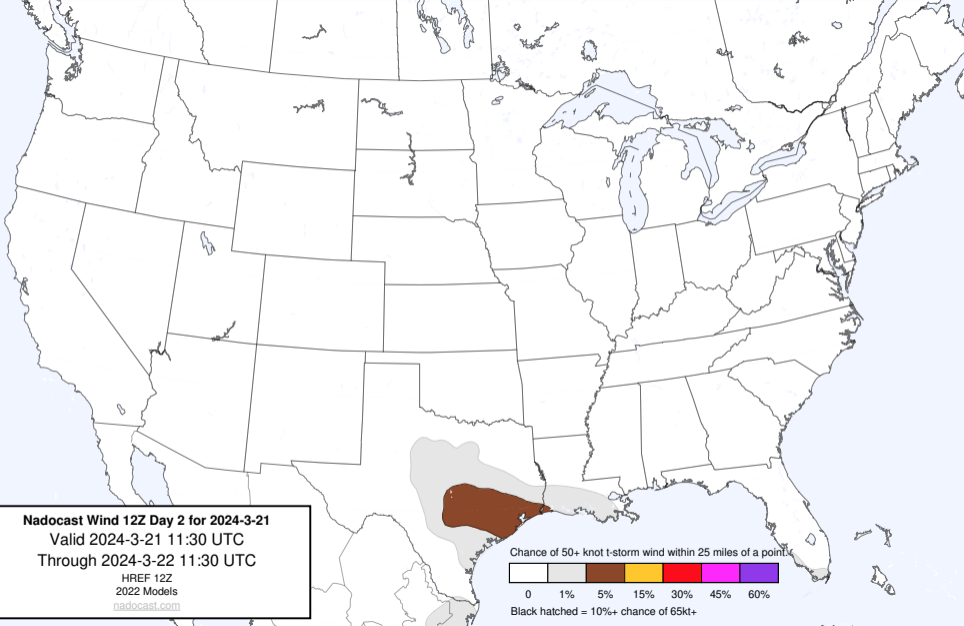 Nadocast Wind 12Z Day 2 for 2024-3-21
Valid 2024-3-21 11:30 UTC
Through 2024-3-22 11:30 UTC
HREF 12Z
2022 Models
nadocast.com
Chance of 50+ knot t-storm wind within 25 miles of a point.
0 1% 5% 15% 30% 45% 60%
Black hatched = 10%+ chance of 65kt+